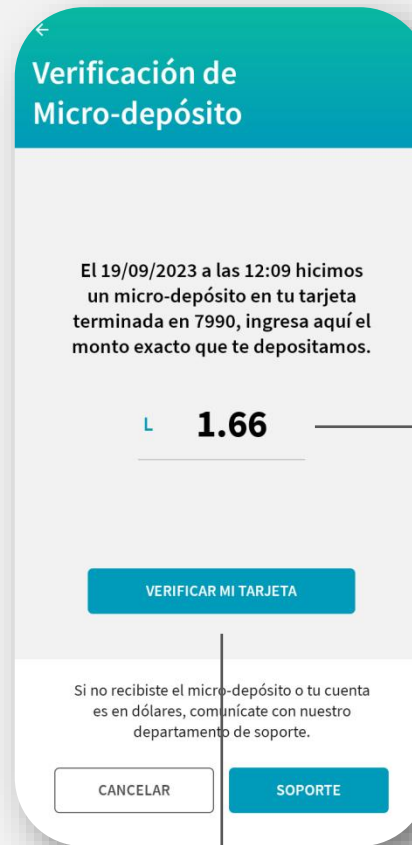 Verificación de
Micro-depósito
El 19/09/2023 a las 12:09 hicimos
un micro-depósito en tu tarjeta
terminada en 7990, ingresa aquí el
monto exacto que te depositamos.
L 1.66
VERIFICAR MI TARJETA
Si no recibiste el micro-depósito o tu cuenta
es en dólares, comunícate con nuestro
departamento de soporte.
CANCELAR SOPORTE